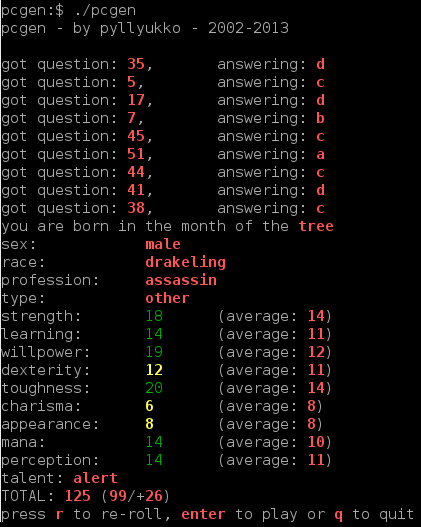 pcgen:$ ./pcgen
pcgen - by pyllyukko - 2002-2013
got question: 35, answering: d
got question: 5, answering: c
got question: 17, answering: d
got question: 7, answering: b
got question: 45, answering: c
got question: 51, answering: a
got question: 44, answering: c
got question: 41, answering: d
got question: 38, answering: c
you are born in the month of the tree
sex: male
race: drakeling
profession: assassin
type: other
strength: 18 (average: 14)
learning: 14 (average: 11)
willpower: 19 (average: 12)
dexterity: 12 (average: 11)
toughness: 20 (average: 14)
charisma: 6 (average: 8)
appearance: 8 (average: 8)
mana: 14 (average: 10)
perception: 14 (average: 11)
talent: alert
TOTAL: 125 (99/+26)
press r to re-roll, enter to play or q to quit